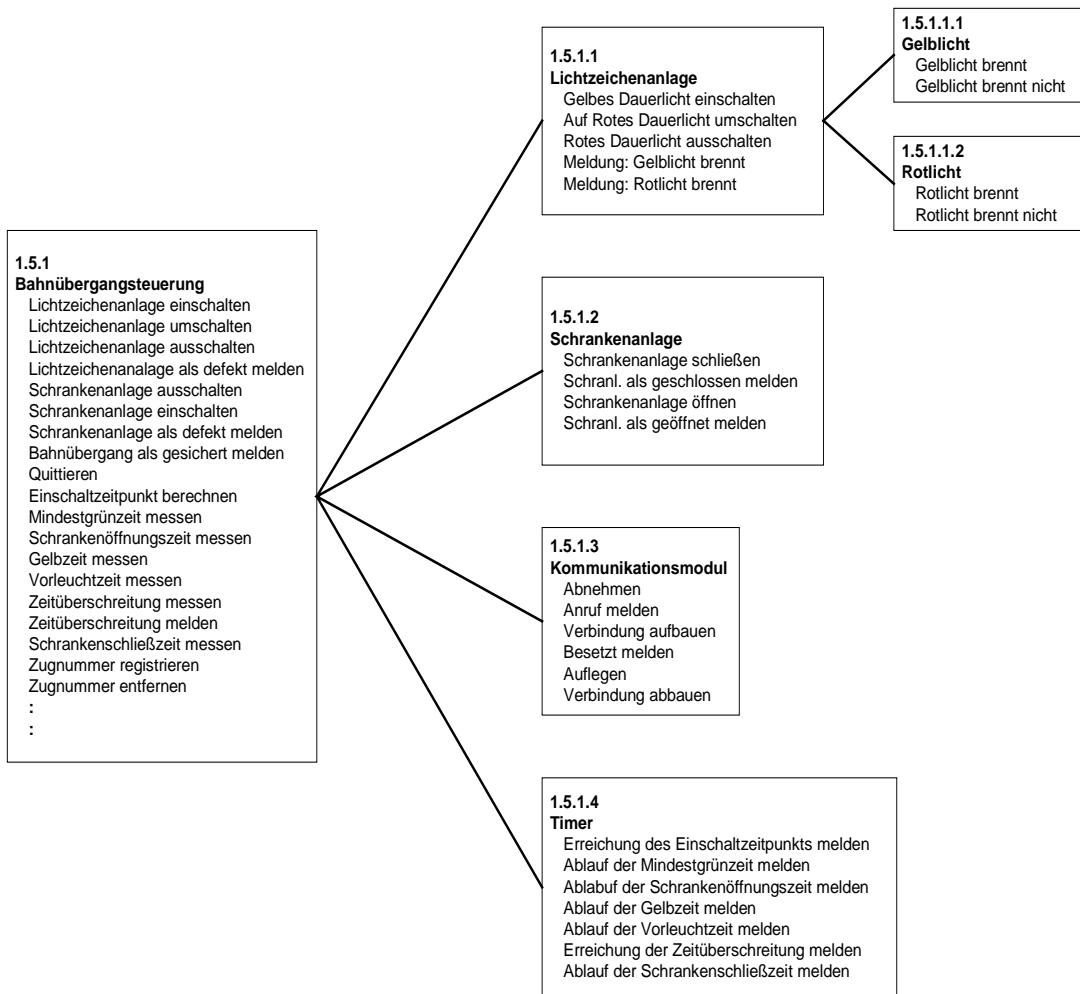 1.5.1
Bahnübergangsteuerung
Lichtzeichenanlage einschalten
Lichtzeichenanlage umschalten
Lichtzeichenanlage ausschalten
Lichtzeichenanalage als defekt melden
Schrankenanlage ausschalten
Schrankenanlage einschalten
Schrankenanlage als defekt melden
Bahnübergang als gesichert melden
Quittieren
Einschaltzeitpunkt berechnen
Mindestgrünzeit messen
Schrankenöffnungszeit messen
Gelbzeit messen
Vorleuchtzeit messen
Zeitüberschreitung messen
Zeitüberschreitung melden
Schrankenschließzeit messen
Zugnummer registrieren
Zugnummer entfernen
:
:
1.5.1.1
Lichtzeichenanlage
Gelbes Dauerlicht einschalten
Auf Rotes Dauerlicht umschalten
Rotes Dauerlicht ausschalten
Meldung: Gelblicht brennt
Meldung: Rotlicht brennt
1.5.1.1.1
Gelblicht
Gelblicht brennt
Gelblicht brennt nicht
1.5.1.1.2
Rotlicht
Rotlicht brennt
Rotlicht brennt nicht
1.5.1.2
Schrankenanlage
Schrankenanlage schließen
Schranl. als geschlossen melden
Schrankenanlage öffnen
Schranl. als geöffnet melden
1.5.1.3
Kommunikationsmodul
Abnehmen
Anruf melden
Verbindung aufbauen
Besetzt melden
Auflegen
Verbindung abbauen
1.5.1.4
Timer
Erreichung des Einschaltzeitpunkts melden
Ablauf der Mindestgrünzeit melden
Ablabuf der Schrankenöffnungszeit melden
Ablauf der Gelbzeit melden
Ablauf der Vorleuchtzeit melden
Erreichung der Zeitüberschreitung melden
Ablauf der Schrankenschließzeit melden